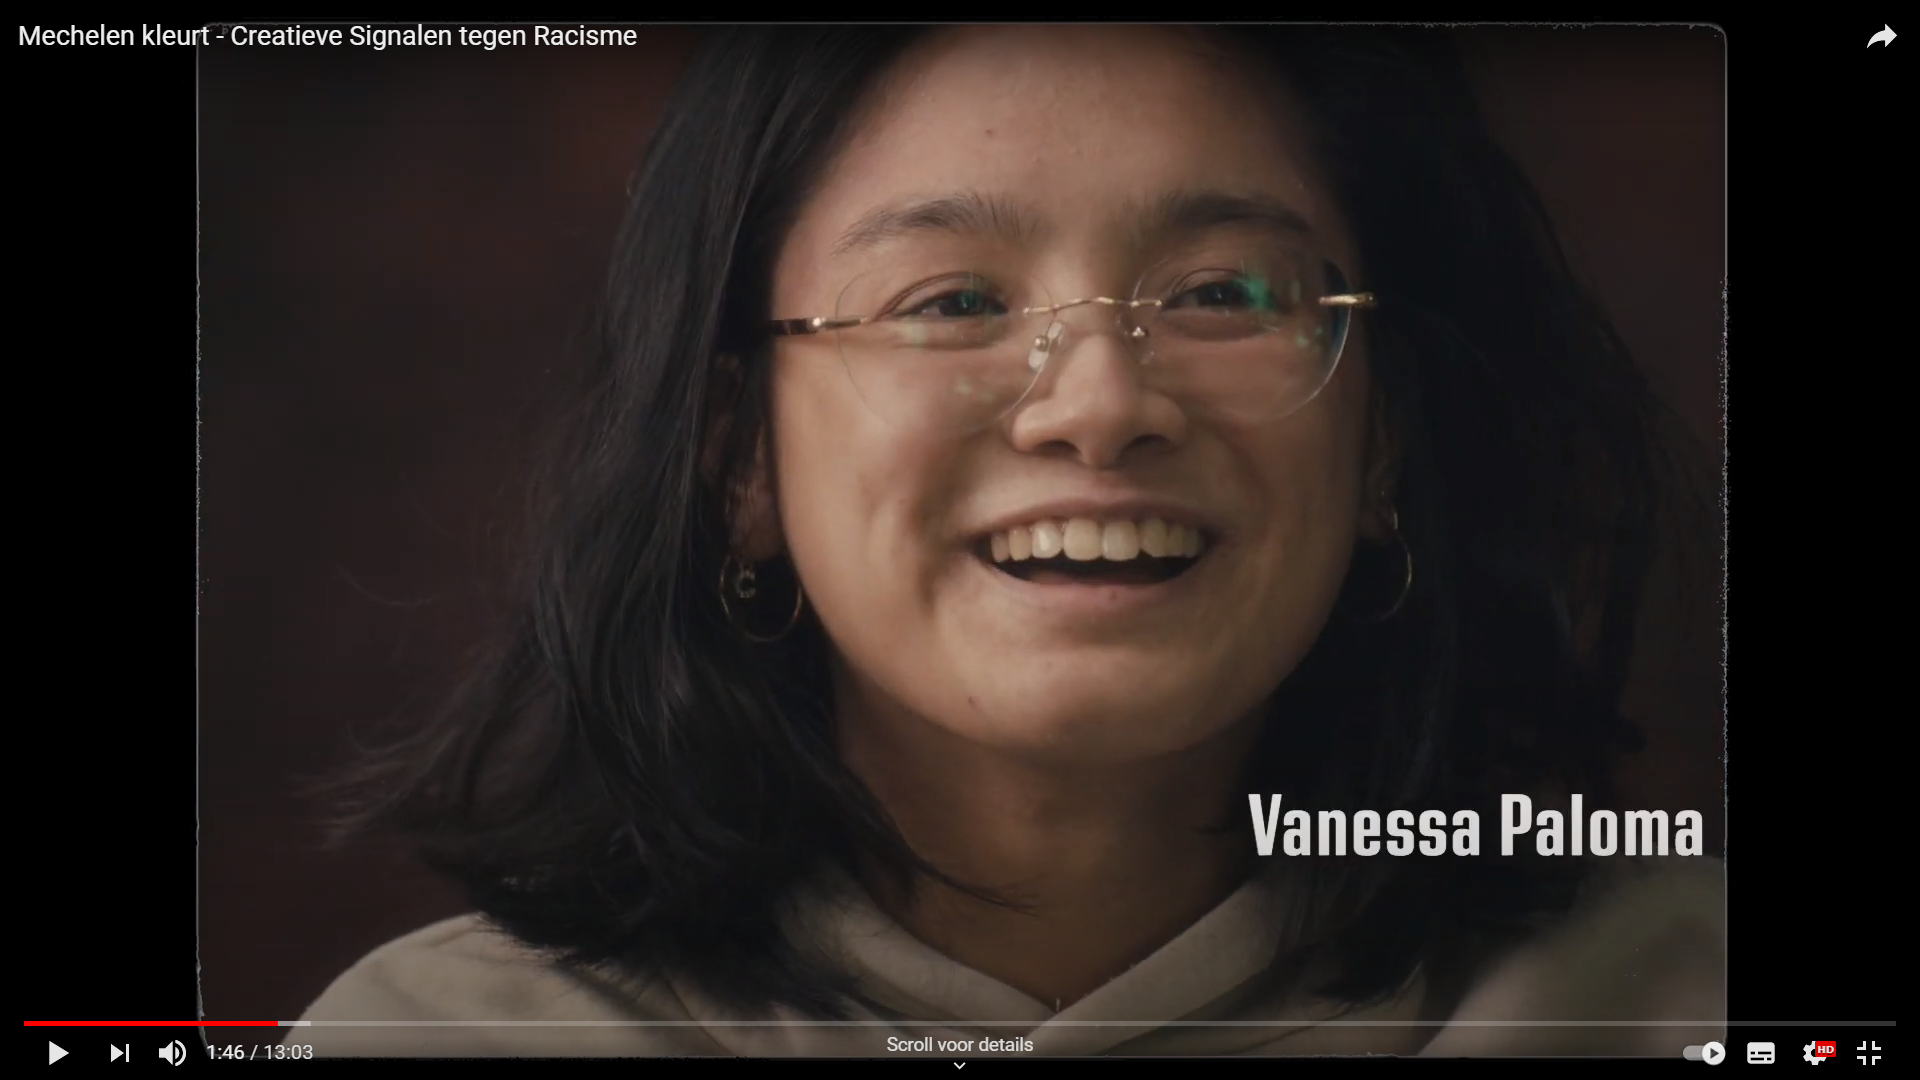 Mechelen kleurt - Creatieve Signalen tegen Racisme
Vanessa Paloma
Scroll voor details
1:46 / 13:03
HD